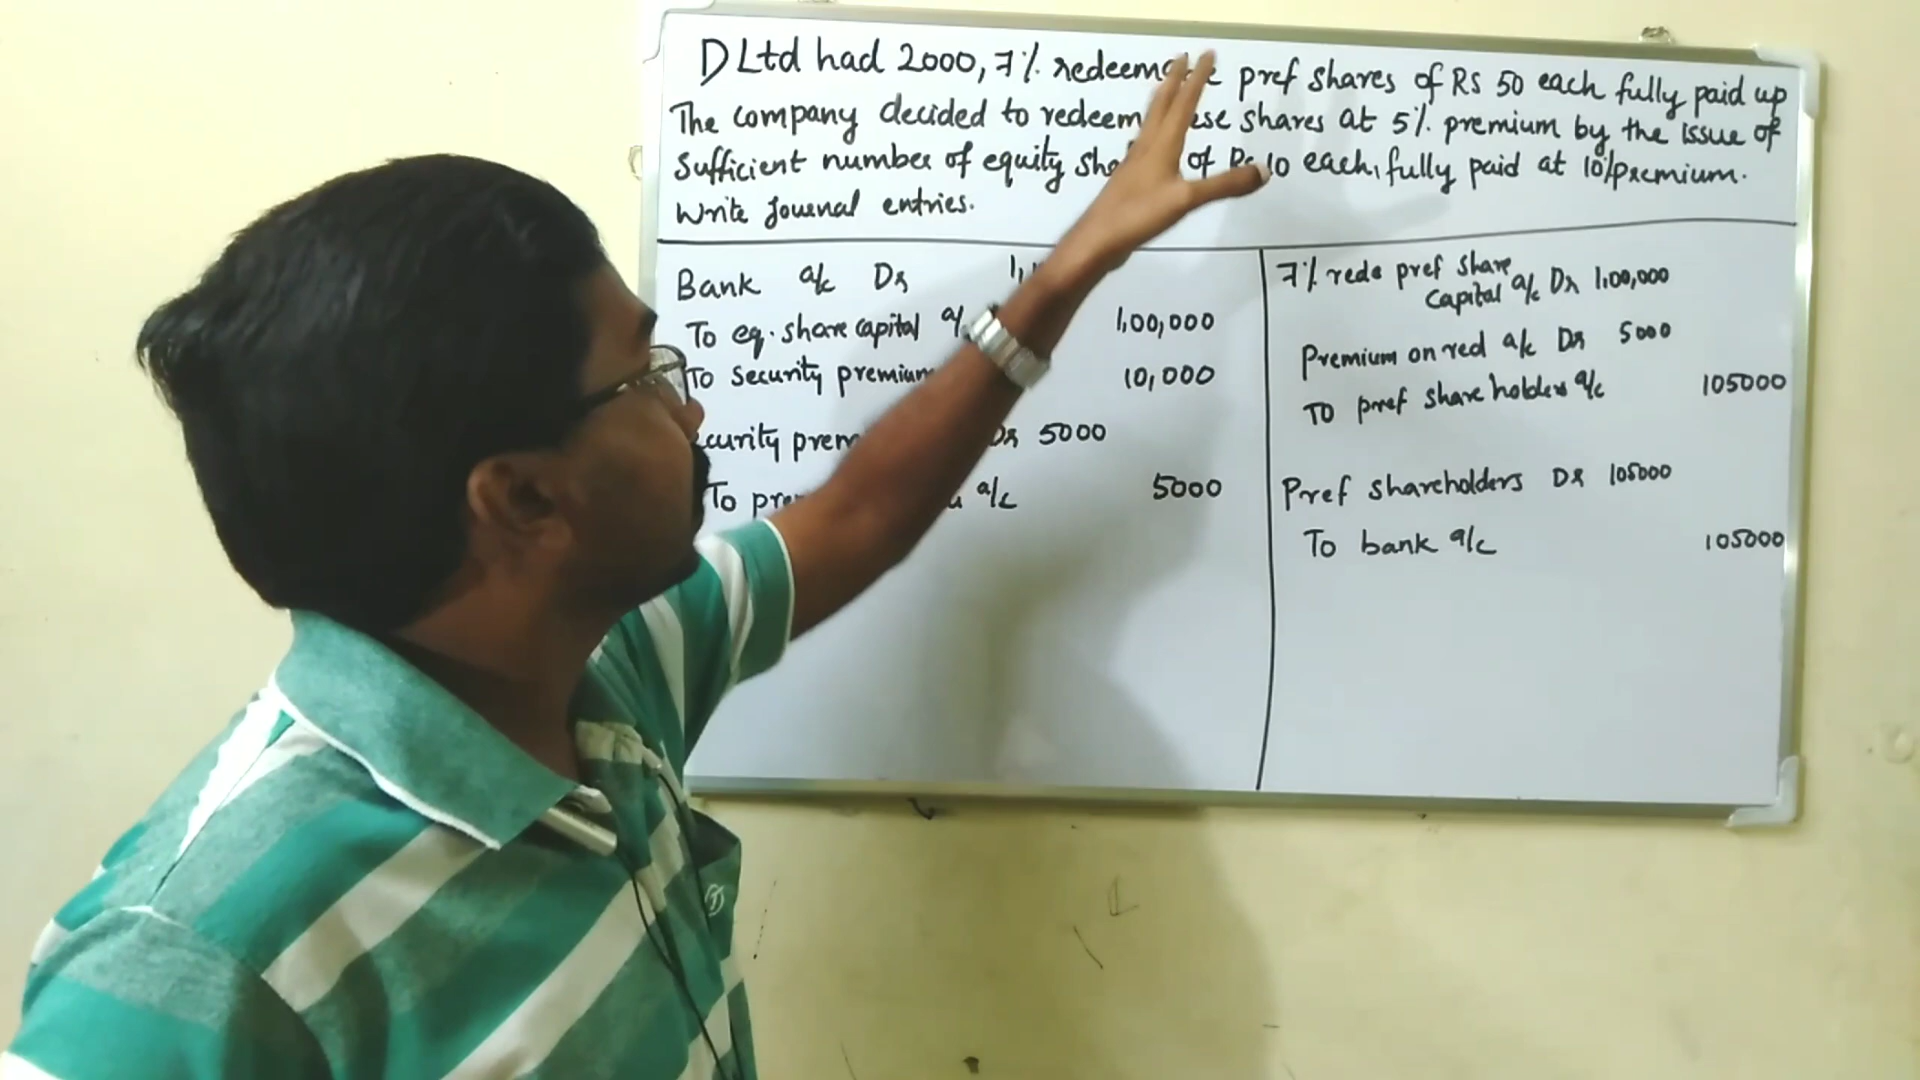 D Ltd had 2000, 7% redeemable pref shares of Rs 50 each fully paid up
The company decided to redeem these shares at 5% premium by the issue of
Sufficient number of equity shares of Rs 10 each, fully paid at 10% premium.
Write Journal entries.
Bank a/c Dr
To eq. share capital a/c 1,00,000
To Security premium 10,000
Dr 5000
To a/c 5000
7% rede pref share
Capital a/c Dr 1,00,000
Premium on red a/c Dr 5000
To pref share holders a/c 105000
Pref shareholders Dr 105000
To bank a/c 105000